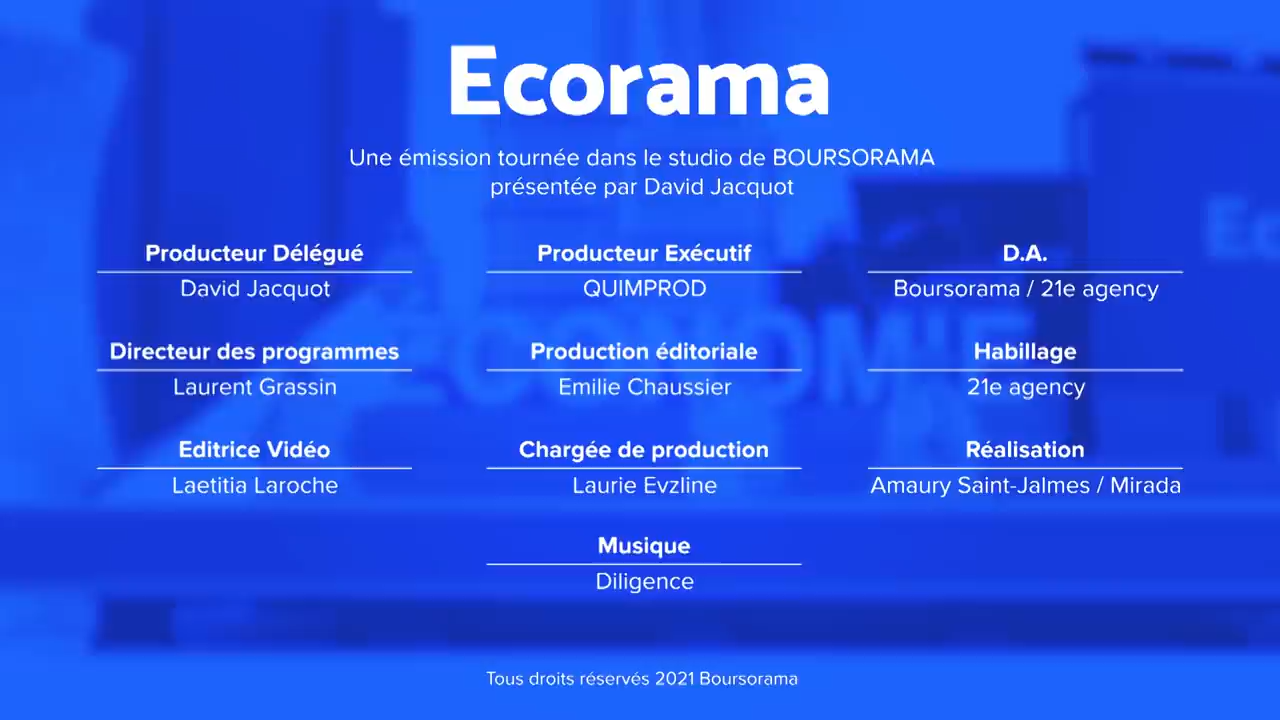 Ecorama
Une émission tournée dans le studio de BOURSORAMA
présentée par David Jacquot
Producteur Délégué
David Jacquot
Producteur Exécutif
QUIMPROD
D.A.
Boursorama / 21e agency
Directeur des programmes
Laurent Grassin
Production éditoriale
Emilie Chaussier
Habillage
21e agency
Editrice Vidéo
Laetitia Laroche
Chargée de production
Laurie Evzline
Réalisation
Amaury Saint-Jalmes / Mirada
Musique
Diligence
Tous droits réservés 2021 Boursorama
ECONOMIE